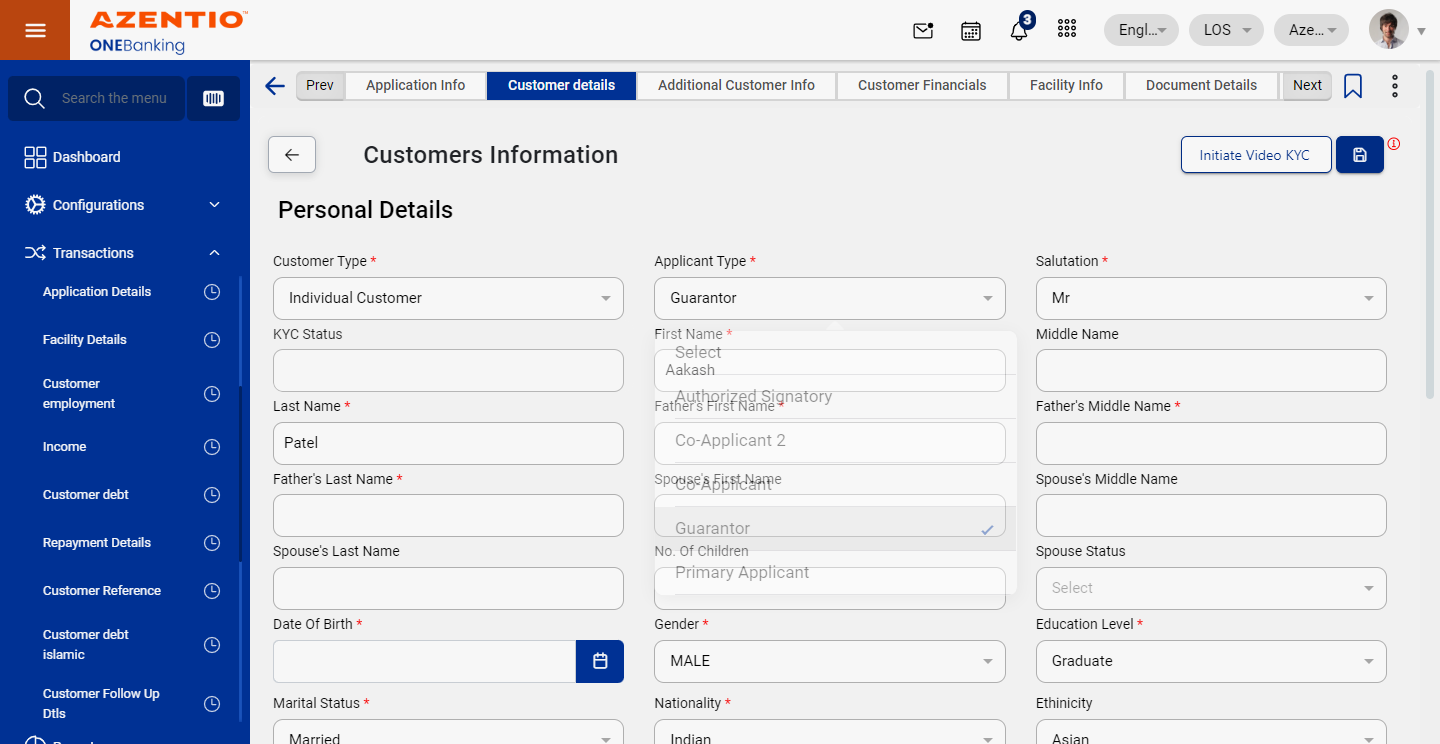 AZENTIO™
ONEBanking
3
Engl...
LOS
Aze...
Search the menu
Dashboard
Configurations
Transactions
Application Details
Facility Details
Customer
employment
Income
Customer debt
Repayment Details
Customer Reference
Customer debt
islamic
Customer Follow Up
Dtls
Prev
Application Info
Customer details
Additional Customer Info
Customer Financials
Facility Info
Document Details
Next
Customers Information
Initiate Video KYC
Personal Details
Customer Type *
Applicant Type *
Salutation *
Individual Customer
Guarantor
Mr
KYC Status
First Name *
Middle Name
Select
Aakash
Authorized Signatory
Last Name *
Father's First Name *
Father's Middle Name *
Patel
Co-Applicant 2
Father's Last Name *
Spouse's First Name
Spouse's Middle Name
Co-Applicant
Guarantor
Spouse's Last Name
No. Of Children
Spouse Status
Primary Applicant
Select
Date Of Birth *
Gender *
Education Level *
MALE
Graduate
Marital Status *
Nationality *
Ethinicity
Married
Indian
Asian